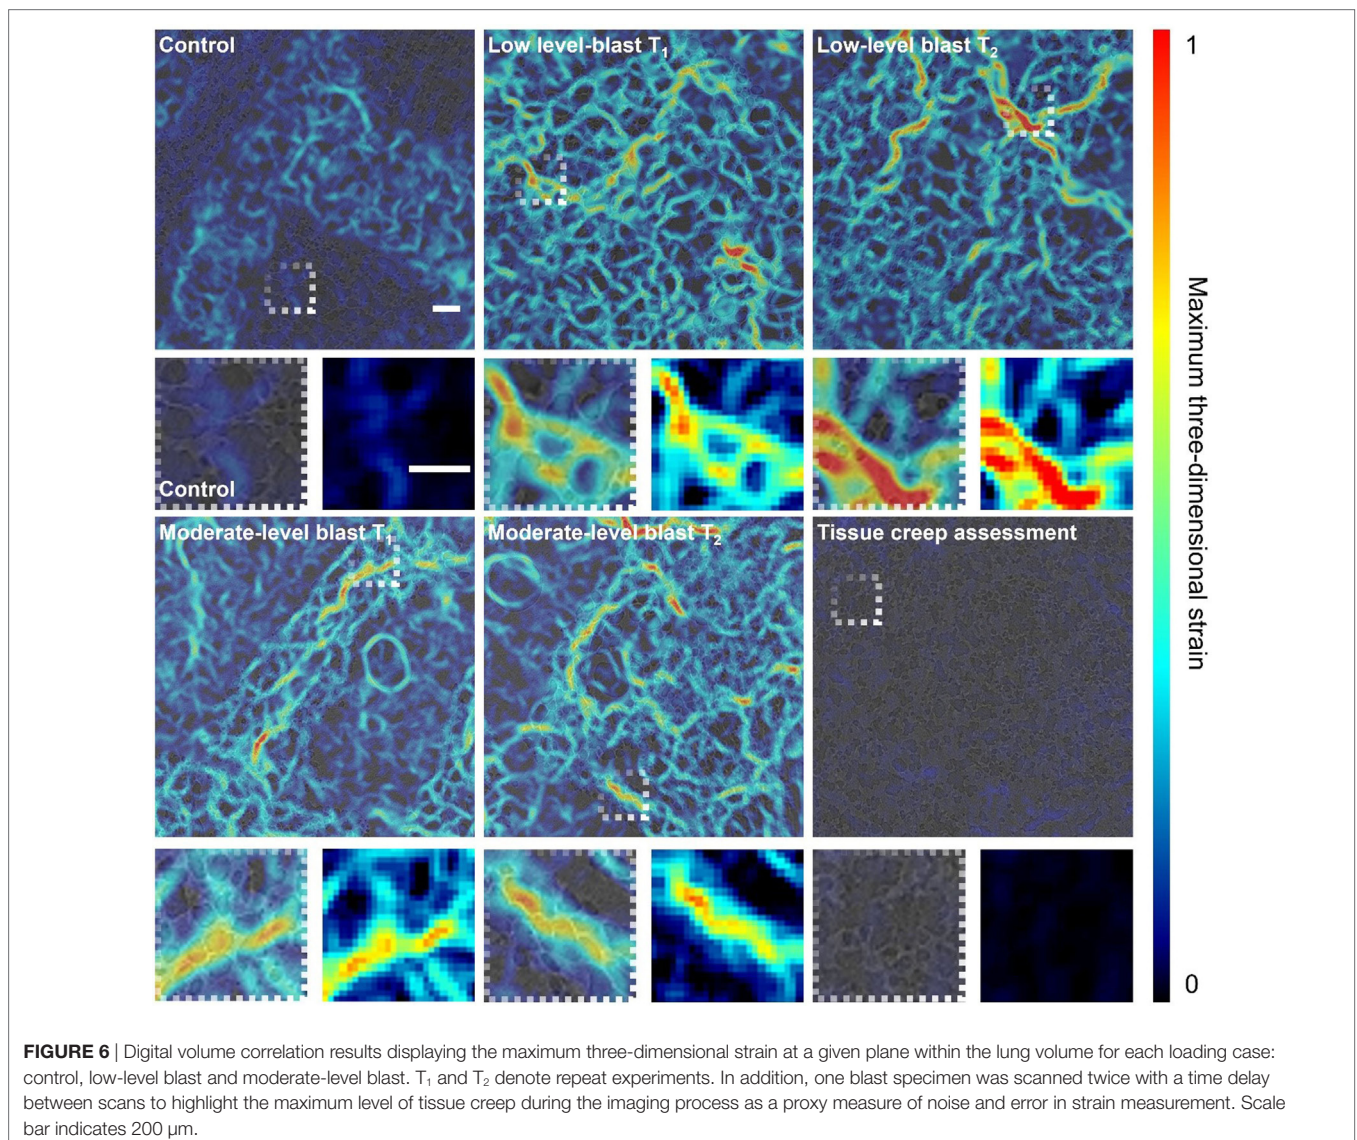 Control
Low level-blast T₁
Low-level blast T₂
1
Maximum three-dimensional strain
Control
Moderate-level blast T₁
Moderate-level blast T₂
Tissue creep assessment
0
FIGURE 6 | Digital volume correlation results displaying the maximum three-dimensional strain at a given plane within the lung volume for each loading case:
control, low-level blast and moderate-level blast. T₁ and T₂ denote repeat experiments. In addition, one blast specimen was scanned twice with a time delay
between scans to highlight the maximum level of tissue creep during the imaging process as a proxy measure of noise and error in strain measurement. Scale
bar indicates 200 μm.